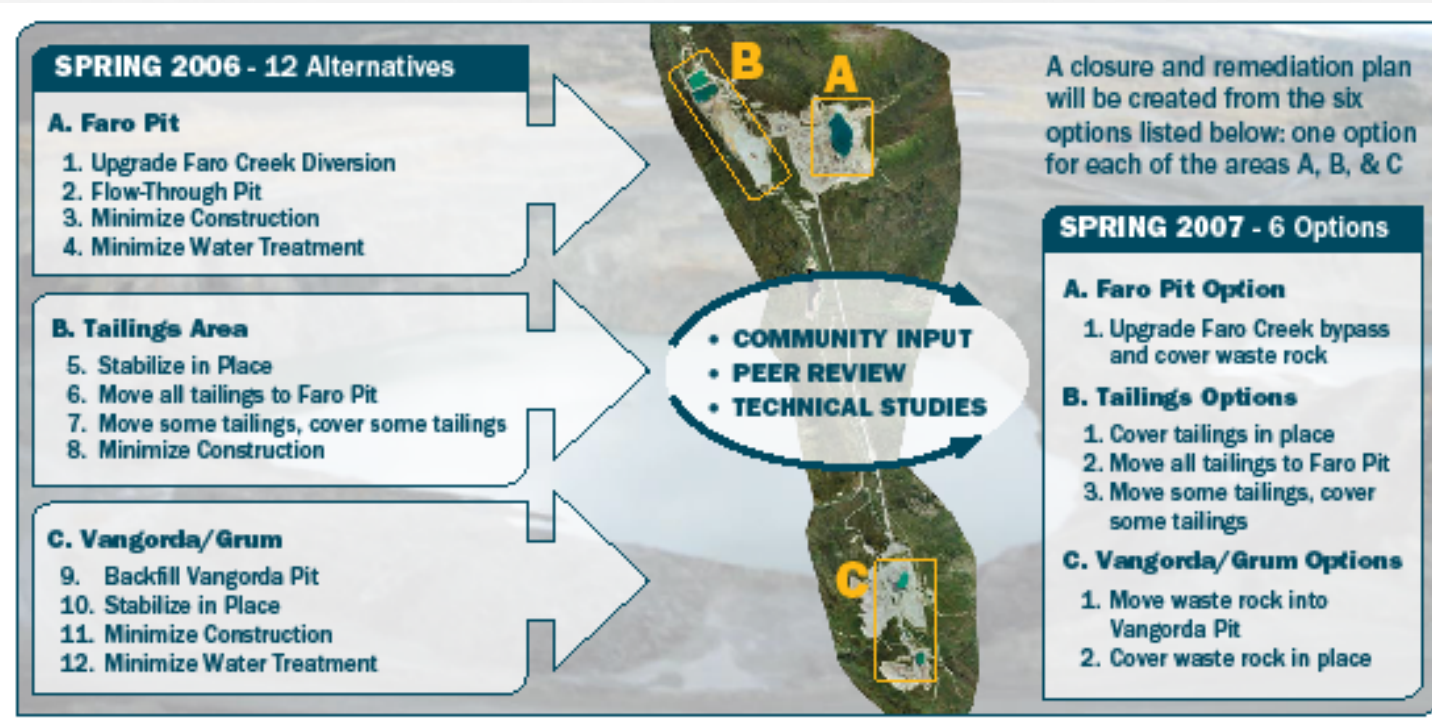 SPRING 2006 - 12 Alternatives
A. Faro Pit
1. Upgrade Faro Creek Diversion
2. Flow-Through Pit
3. Minimize Construction
4. Minimize Water Treatment
B. Tailings Area
5. Stabilize in Place
6. Move all tailings to Faro Pit
7. Move some tailings, cover some tailings
8. Minimize Construction
C. Vangorda/Grum
9. Backfill Vangorda Pit
10. Stabilize in Place
11. Minimize Construction
12. Minimize Water Treatment
B
A
• COMMUNITY INPUT
• PEER REVIEW
• TECHNICAL STUDIES
C
A closure and remediation plan
will be created from the six
options listed below: one option
for each of the areas A, B, & C
SPRING 2007 - 6 Options
A. Faro Pit Option
1. Upgrade Faro Creek bypass
and cover waste rock
B. Tailings Options
1. Cover tailings in place
2. Move all tailings to Faro Pit
3. Move some tailings, cover
some tailings
C. Vangorda/Grum Options
1. Move waste rock into
Vangorda Pit
2. Cover waste rock in place